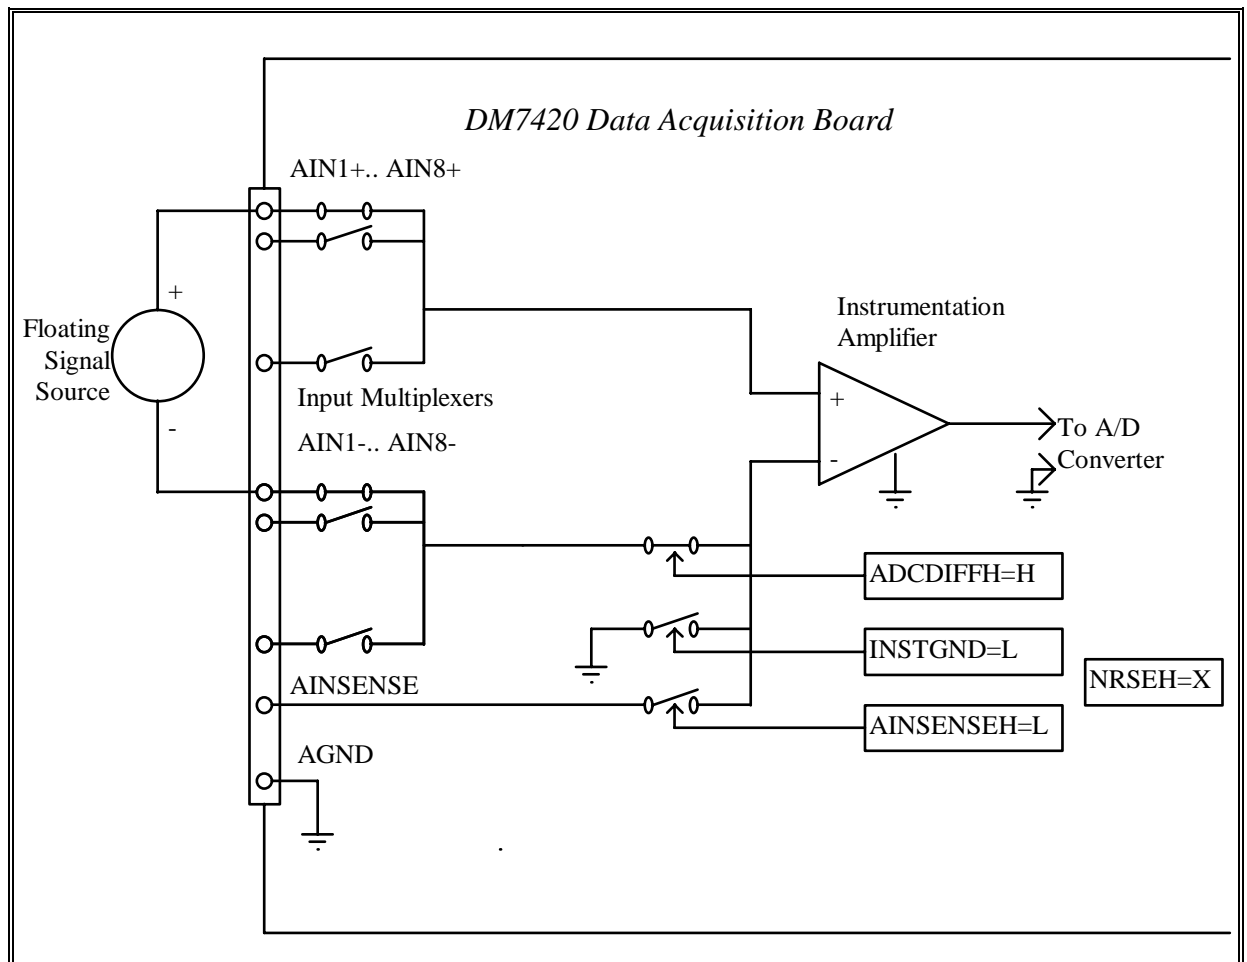 DM7420 Data Acquisition Board
AIN1+.. AIN8+
+
Floating
Signal
Source
-
Instrumentation
Amplifier
Input Multiplexers
AIN1-.. AIN8-
+
-
To A/D
Converter
ADCDIFFH=H
INSTGND=L
NRSEH=X
AINSENSE
AINSENSEH=L
AGND
.